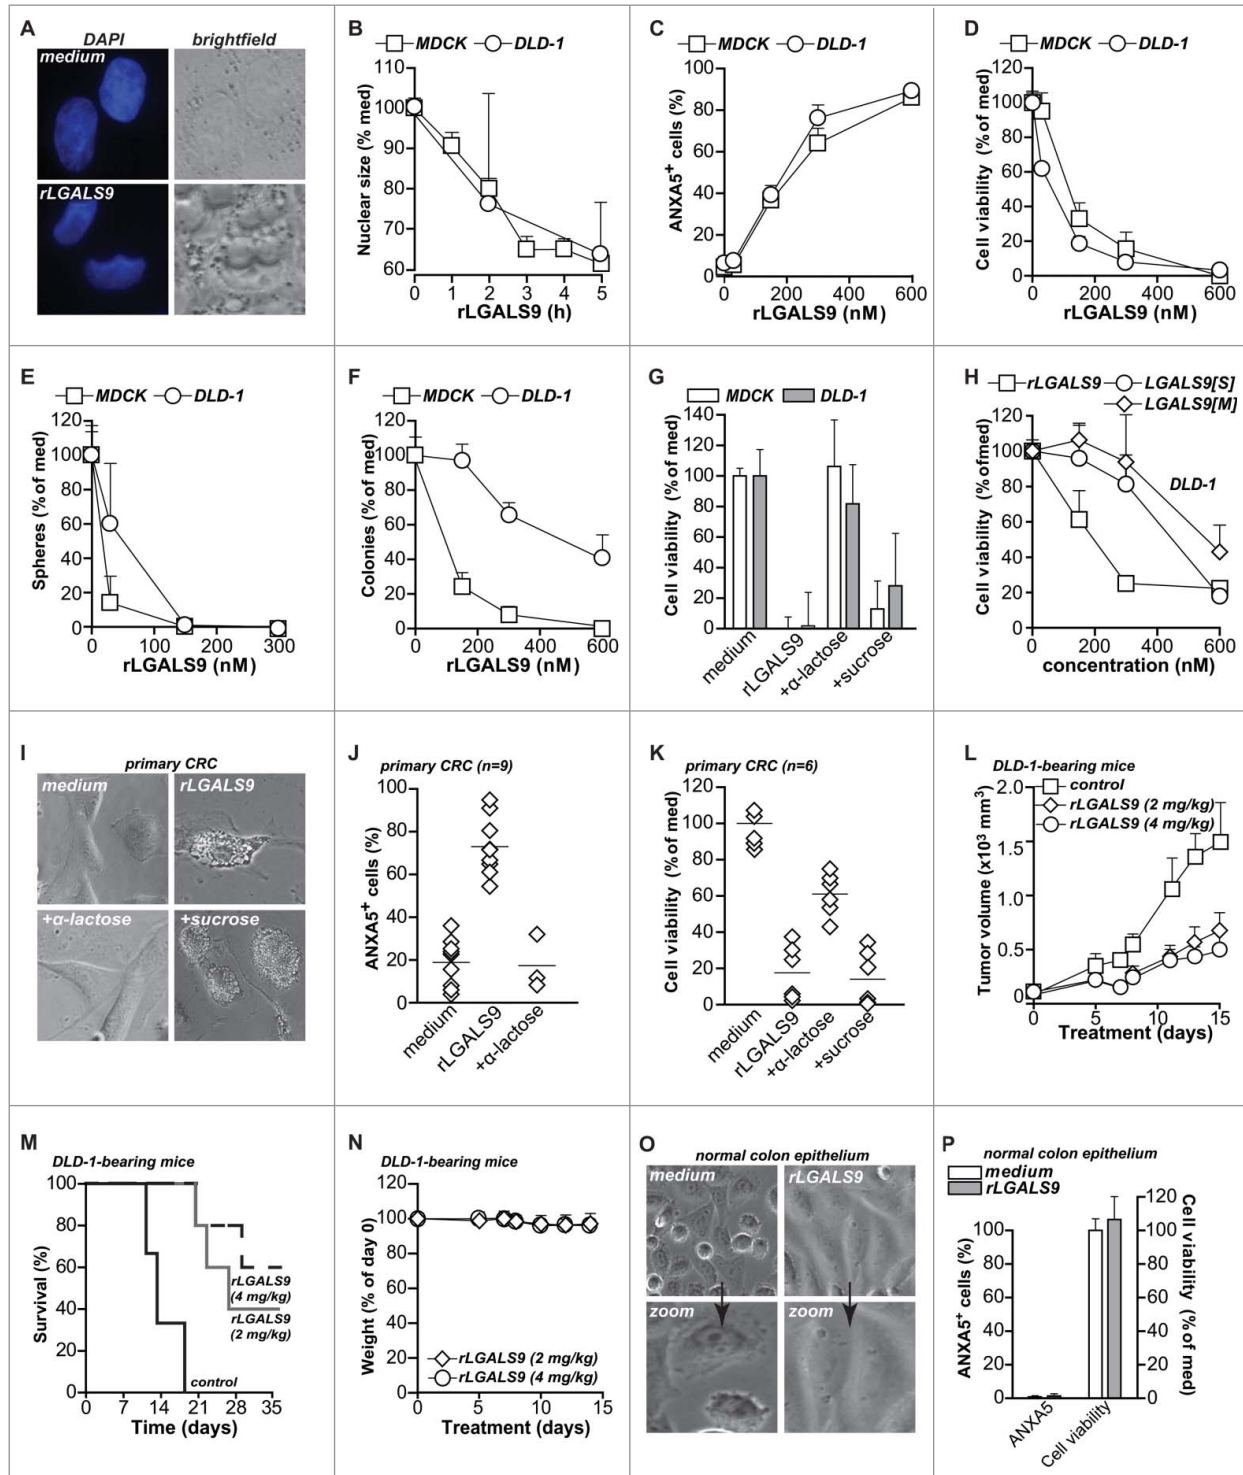 A
DAPI
brightfield
medium
rLGALS9
B
MDCK DLD-1
Nuclear size (% med)
110
100
90
80
70
60
0 1 2 3 4 5
rLGALS9 (h)
C
MDCK DLD-1
ANXA5+ cells (%)
100
80
60
40
20
0
0 200 400 600
rLGALS9 (nM)
D
MDCK DLD-1
Cell viability (% of med)
120
100
80
60
40
20
0
0 200 400 600
rLGALS9 (nM)
E
MDCK DLD-1
Spheres (% of med)
120
100
80
60
40
20
0
0 100 200 300
rLGALS9 (nM)
F
MDCK DLD-1
Colonies (% of med)
120
100
80
60
40
20
0
0 200 400 600
rLGALS9 (nM)
G
MDCK DLD-1
Cell viability (% of med)
140
120
100
80
60
40
20
0
medium
rLGALS9
+α-lactose
+sucrose
H
rLGALS9 LGALS9[S]
LGALS9[M]
DLD-1
Cell viability (% of med)
120
100
80
60
40
20
0
0 200 400 600
concentration (nM)
I
primary CRC
medium
rLGALS9
+α-lactose
+sucrose
J
primary CRC (n=9)
ANXA5+ cells (%)
100
80
60
40
20
0
medium
rLGALS9
+α-lactose
K
primary CRC (n=6)
Cell viability (% of med)
120
100
80
60
40
20
0
medium
rLGALS9
+α-lactose
+sucrose
L
DLD-1-bearing mice
control
rLGALS9 (2 mg/kg)
rLGALS9 (4 mg/kg)
Tumor volume (x10³ mm³)
2.0
1.5
1.0
0.5
0
0 5 10 15
Treatment (days)
M
DLD-1-bearing mice
Survival (%)
100
80
60
40
20
0
rLGALS9
(4 mg/kg)
rLGALS9
(2 mg/kg)
control
0 7 14 21 28 35
Time (days)
N
DLD-1-bearing mice
Weight (% of day 0)
120
100
80
60
40
20
0
rLGALS9 (2 mg/kg)
rLGALS9 (4 mg/kg)
0 5 10 15
Treatment (days)
O
normal colon epithelium
medium
rLGALS9
zoom
zoom
P
normal colon epithelium
medium
rLGALS9
ANXA5+ cells (%)
100
80
60
40
20
0
Cell viability (% of med)
120
100
80
60
40
20
0
ANXA5
Cell viability